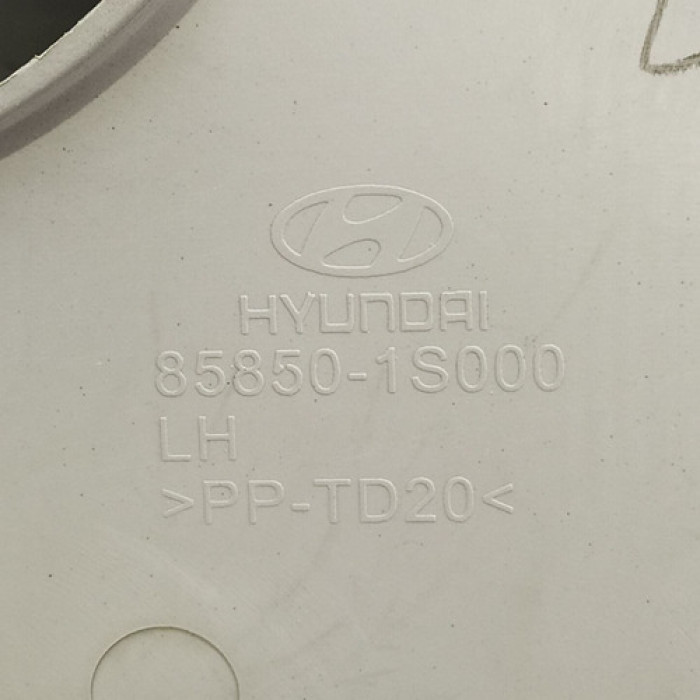 HYUNDAI
85850-1S000
LH
>PP-TD20<